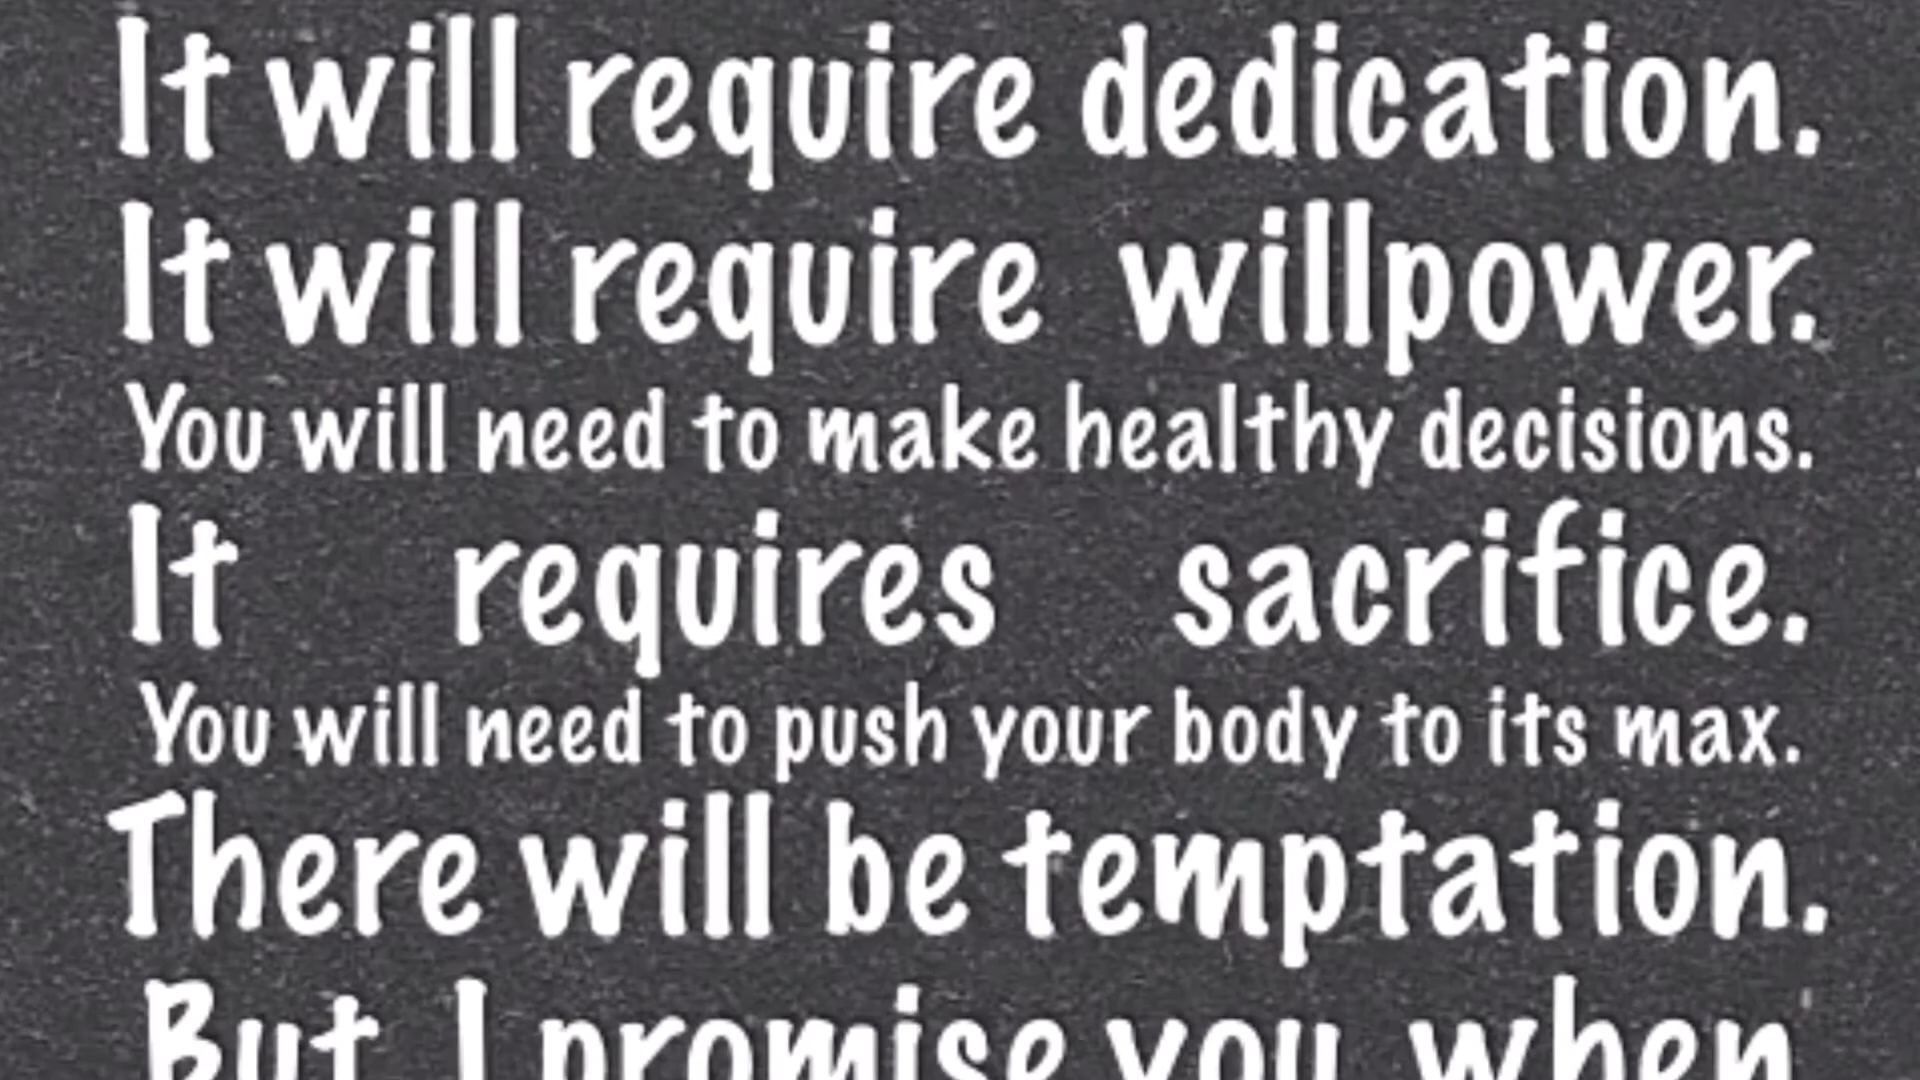 It will require dedication.
It will require willpower.
You will need to make healthy decisions.
It requires sacrifice.
You will need to push your body to its max.
There will be temptation.
But I promise you when